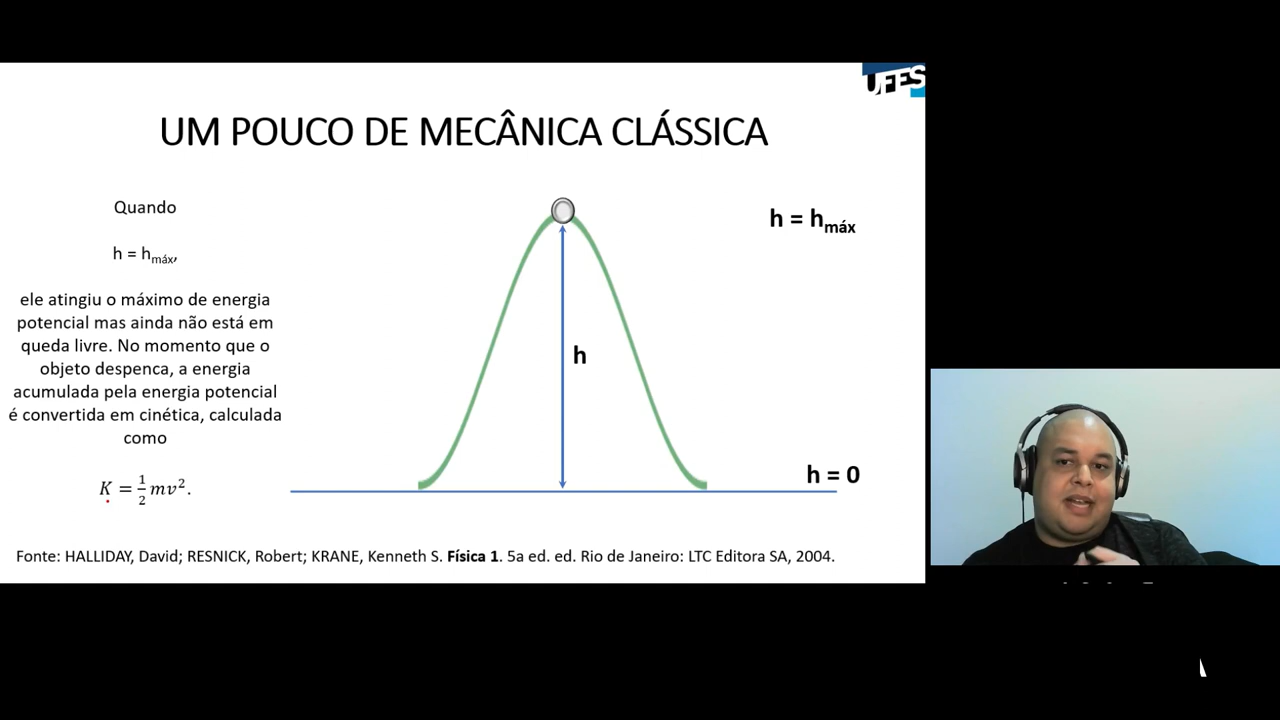 UFES
UM POUCO DE MECÂNICA CLÁSSICA
Quando
h = hmáx,
ele atingiu o máximo de energia
potencial mas ainda não está em
queda livre. No momento que o
objeto despenca, a energia
acumulada pela energia potencial
é convertida em cinética, calculada
como
K = 1/2 mv².
h = hmáx
h
h = 0
Fonte: HALLIDAY, David; RESNICK, Robert; KRANE, Kenneth S. Física 1. 5a ed. ed. Rio de Janeiro: LTC Editora SA, 2004.